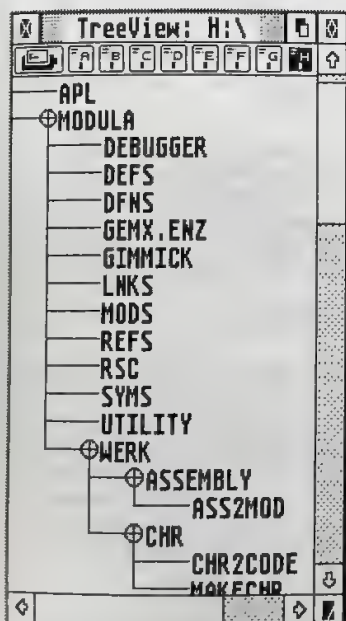 TreeView: H:\
A B C D E F G H
APL
MODULA
DEBUGGER
DEFS
DFNS
GEMX.ENZ
GIMMICK
LNKS
MODS
REFS
RSC
SYMS
UTILITY
WERK
ASSEMBLY
ASS2MOD
CHR
CHR2CODE
MAKECHR